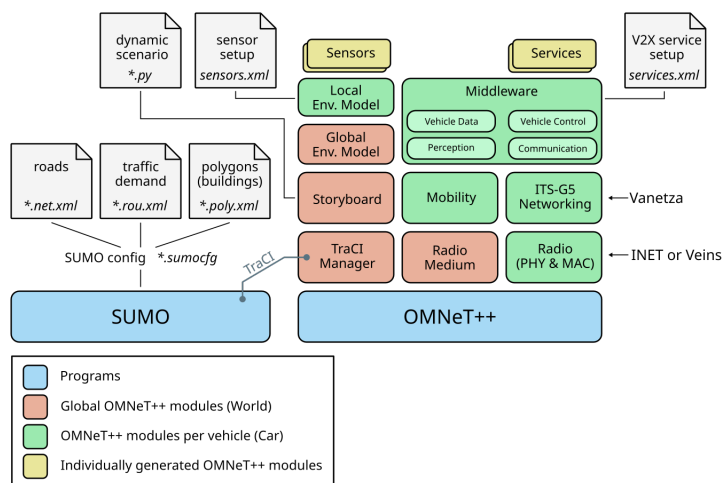 dynamic
scenario
*.py
sensor
setup
sensors.xml
Sensors
Services
V2X service
setup
services.xml
Local
Env. Model
Middleware
Vehicle Data
Vehicle Control
Perception
Communication
Global
Env. Model
roads
*.net.xml
traffic
demand
*.rou.xml
polygons
(buildings)
*.poly.xml
Storyboard
Mobility
ITS-G5
Networking
Vanetza
SUMO config *.sumocfg
TraCI
TraCI
Manager
Radio
Medium
Radio
(PHY & MAC)
INET or Veins
SUMO
OMNeT++
Programs
Global OMNeT++ modules (World)
OMNeT++ modules per vehicle (Car)
Individually generated OMNeT++ modules